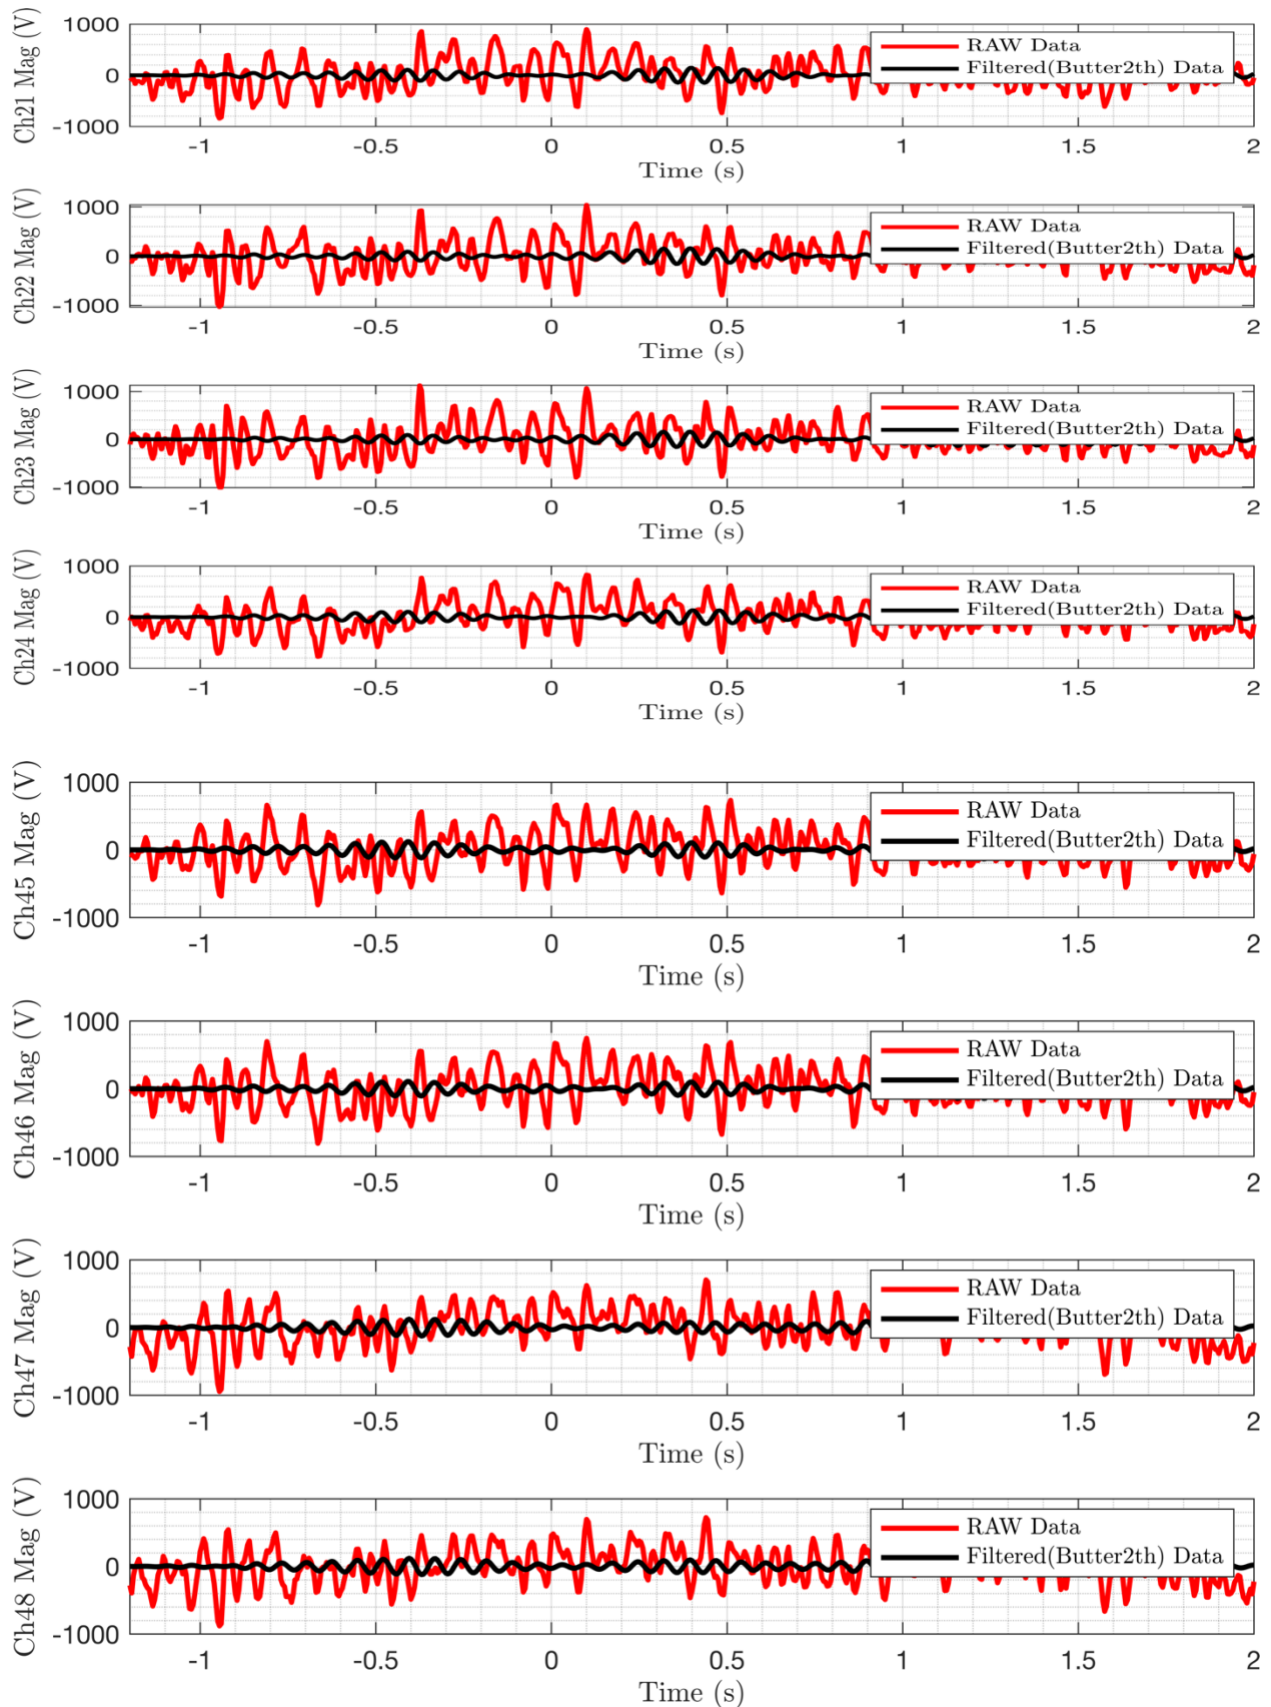 Ch21 Mag (V)
1000
0
-1000
RAW Data
Filtered(Butter2th) Data
-1 -0.5 0 0.5 1 1.5 2
Time (s)
Ch22 Mag (V)
1000
0
-1000
RAW Data
Filtered(Butter2th) Data
-1 -0.5 0 0.5 1 1.5 2
Time (s)
Ch23 Mag (V)
1000
0
-1000
RAW Data
Filtered(Butter2th) Data
-1 -0.5 0 0.5 1 1.5 2
Time (s)
Ch24 Mag (V)
1000
0
-1000
RAW Data
Filtered(Butter2th) Data
-1 -0.5 0 0.5 1 1.5 2
Time (s)
Ch45 Mag (V)
1000
0
-1000
RAW Data
Filtered(Butter2th) Data
-1 -0.5 0 0.5 1 1.5 2
Time (s)
Ch46 Mag (V)
1000
0
-1000
RAW Data
Filtered(Butter2th) Data
-1 -0.5 0 0.5 1 1.5 2
Time (s)
Ch47 Mag (V)
1000
0
-1000
RAW Data
Filtered(Butter2th) Data
-1 -0.5 0 0.5 1 1.5 2
Time (s)
Ch48 Mag (V)
1000
0
-1000
RAW Data
Filtered(Butter2th) Data
-1 -0.5 0 0.5 1 1.5 2
Time (s)